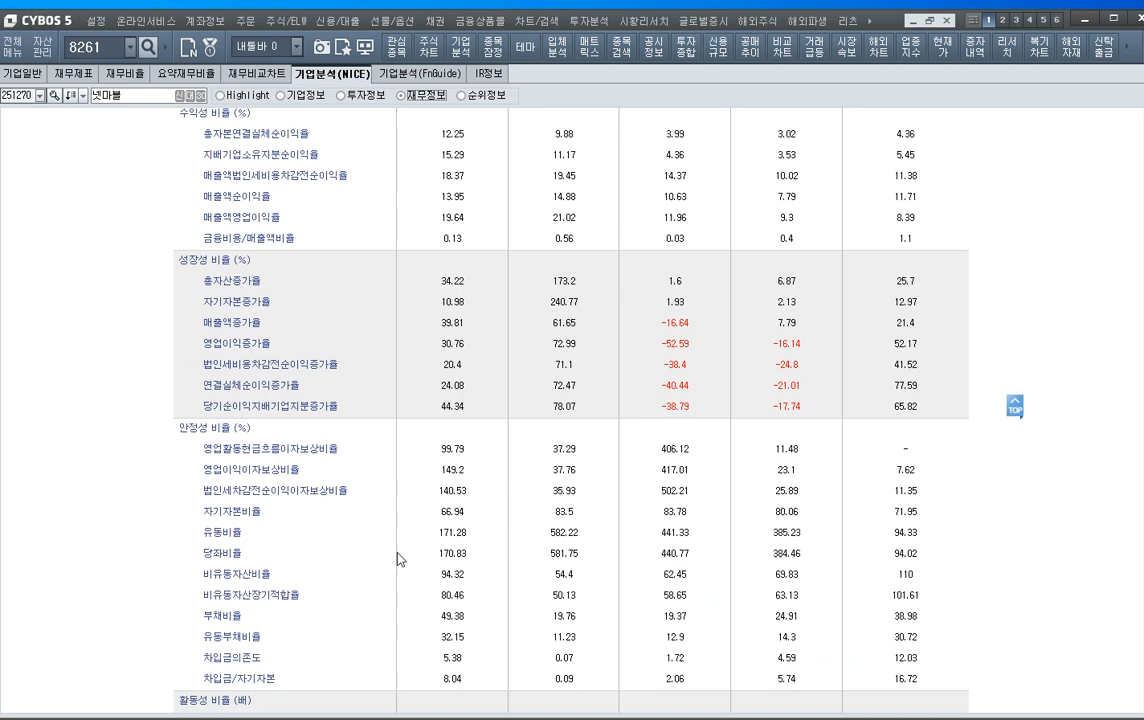 CYBOS 5 설정 온라인서비스 계좌정보 주문 주식/ELW 신용/대출 선물/옵션 채권 금융상품몰 차트/검색 투자분석 시황리서치 글로벌증시 해외주식 해외파생 리츠 1 2 3 4 5 6
전체메뉴 자산관리 8261 내툴바 0 관심종목 주식차트 기업분석 종목잠정 테마 입체분석 매트릭스 종목검색 공시정보 투자종합 신용규모 공매추이 비교차트 거래급등 시장속보 해외차트 업종지수 현재가 증자내역 리서치 복기차트 해외자재 신탁출금
기업일반 재무제표 재무비율 요약재무비율 재무비교차트 기업분석(NICE) 기업분석(FnGuide) IR정보
251270 넷마블 Highlight 기업정보 투자정보 재무정보 순위정보
수익성 비율 (%)
총자본연결실체순이익율 12.25 9.88 3.99 3.02 4.36
지배기업소유지분순이익율 15.29 11.17 4.36 3.53 5.45
매출액법인세비용차감전순이익율 18.37 19.45 14.37 10.02 11.38
매출액순이익율 13.95 14.88 10.63 7.79 11.71
매출액영업이익율 19.64 21.02 11.96 9.3 8.39
금융비용/매출액비율 0.13 0.56 0.03 0.4 1.1
성장성 비율 (%)
총자산증가율 34.22 173.2 1.6 6.87 25.7
자기자본증가율 10.98 240.77 1.93 2.13 12.97
매출액증가율 39.81 61.65 -16.64 7.79 21.4
영업이익증가율 30.76 72.99 -52.59 -16.14 52.17
법인세비용차감전순이익증가율 20.4 71.1 -38.4 -24.8 41.52
연결실체순이익증가율 24.08 72.47 -40.44 -21.01 77.59
당기순이익지배기업지분증가율 44.34 78.07 -38.79 -17.74 65.82
TOP
안정성 비율 (%)
영업활동현금흐름이자보상비율 99.79 37.29 406.12 11.48 -
영업이익이자보상비율 149.2 37.76 417.01 23.1 7.62
법인세차감전순이익이자보상비율 140.53 35.93 502.21 25.89 11.35
자기자본비율 66.94 83.5 83.78 80.06 71.95
유동비율 171.28 582.22 441.33 385.23 94.33
당좌비율 170.83 581.75 440.77 384.46 94.02
비유동자산비율 94.32 54.4 62.45 69.83 110
비유동자산장기적합율 80.46 50.13 58.65 63.13 101.61
부채비율 49.38 19.76 19.37 24.91 38.98
유동부채비율 32.15 11.23 12.9 14.3 30.72
차입금의존도 5.38 0.07 1.72 4.59 12.03
차입금/자기자본 8.04 0.09 2.06 5.74 16.72
활동성 비율 (배)